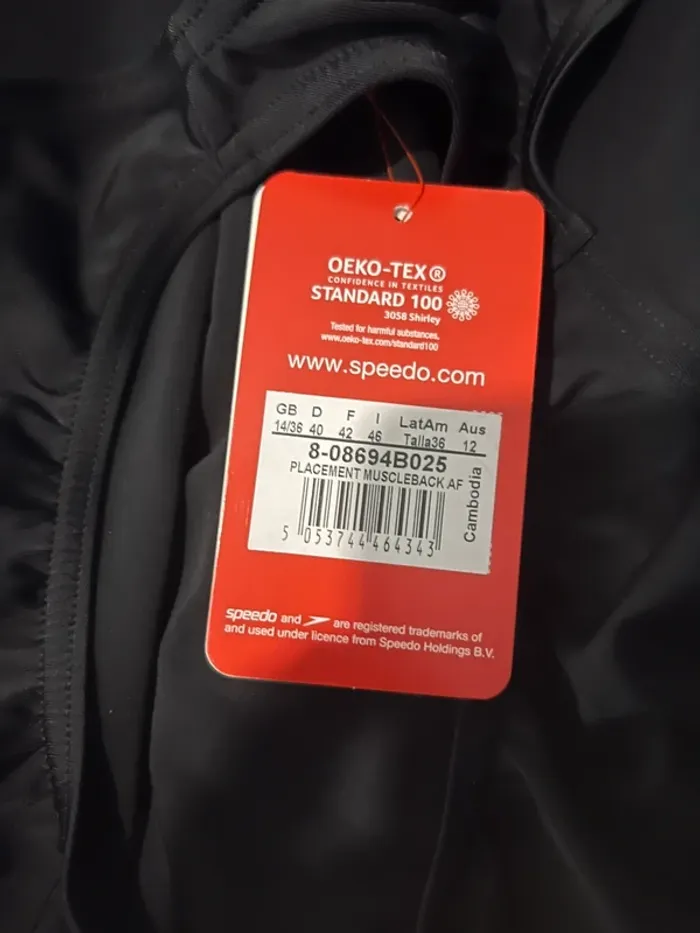 OEKO-TEX®
CONFIDENCE IN TEXTILES
STANDARD 100
3058 Shirley
Tested for harmful substances.
www.oeko-tex.com/standard100
www.speedo.com
GB D F I LatAm Aus
14/36 40 42 46 Talla36 12
8-08694B025
PLACEMENT MUSCLEBACK AF
Cambodia
5 053744 464343
speedo and are registered trademarks of
and used under licence from Speedo Holdings B.V.